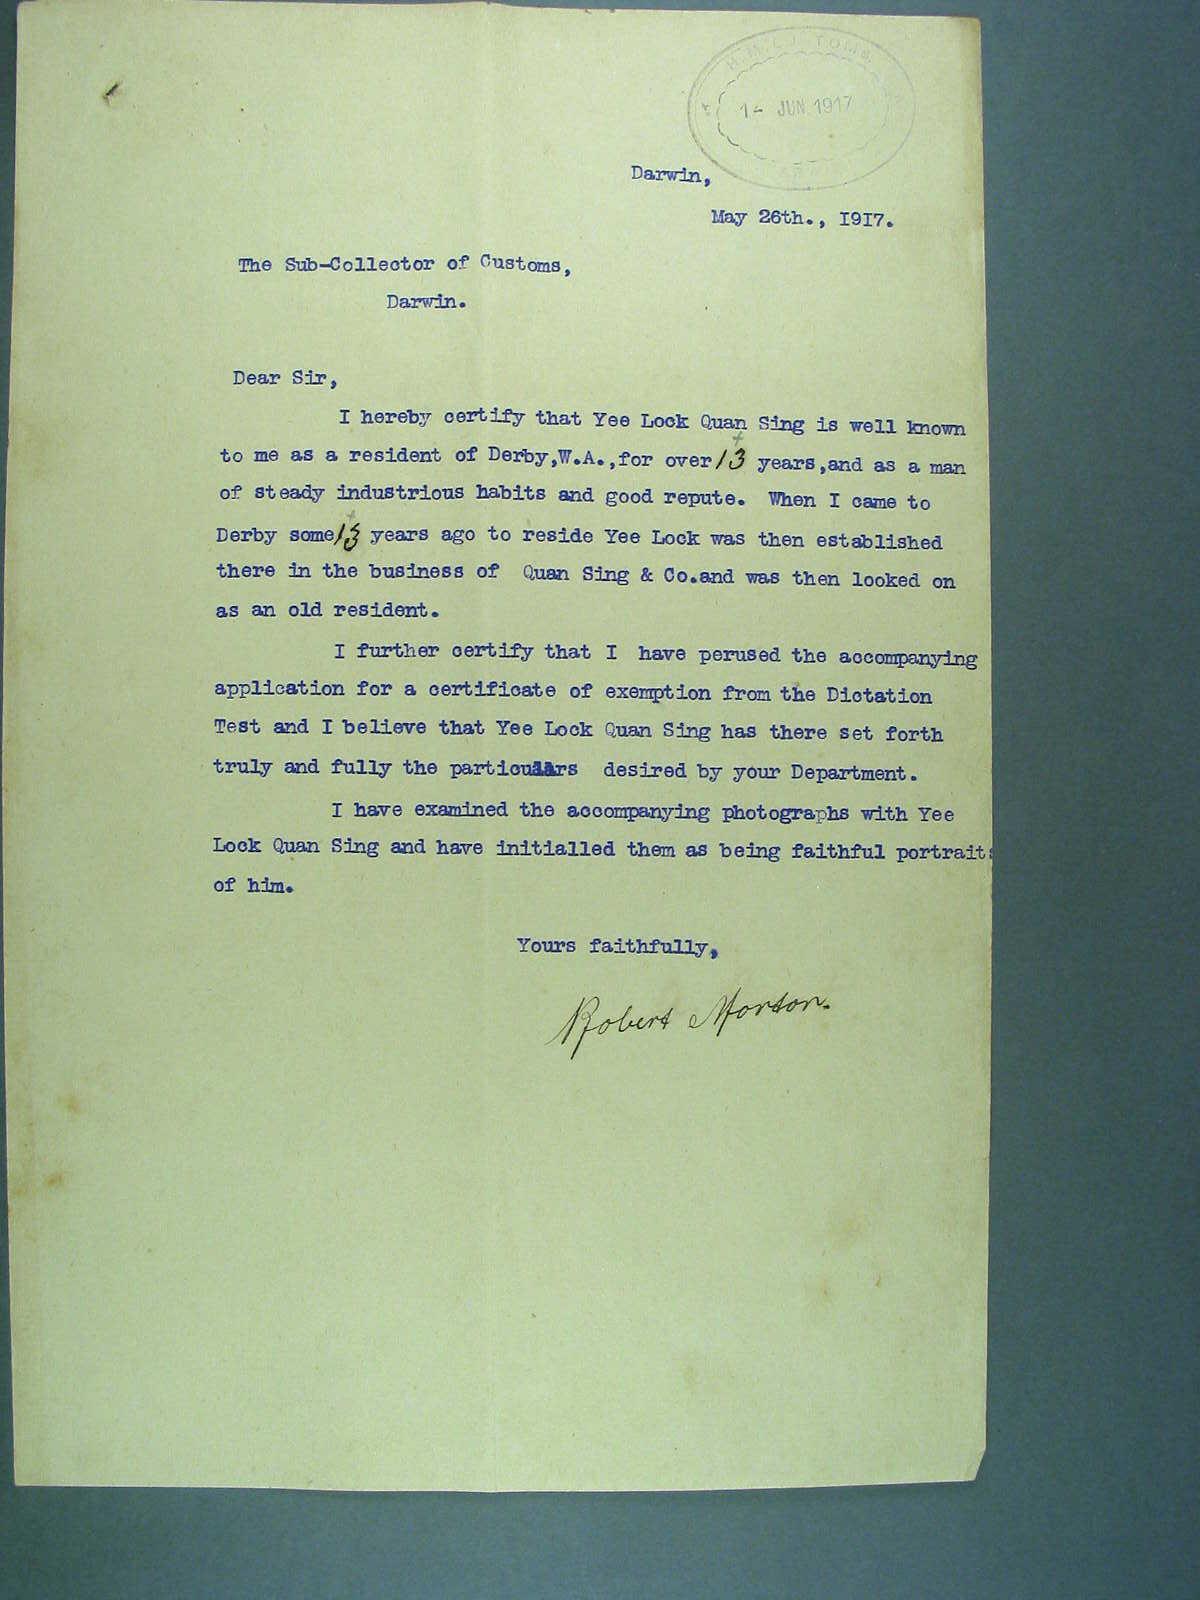 H.M. CUSTOMS
14 JUN 1917
Darwin,
May 26th., 1917.
The Sub-Collector of Customs,
Darwin.
Dear Sir,
I hereby certify that Yee Lock Quan Sing is well known
to me as a resident of Derby,W.A.,for over 13 years,and as a man
of steady industrious habits and good repute. When I came to
Derby some 13 years ago to reside Yee Lock was then established
there in the business of Quan Sing & Co.and was then looked on
as an old resident.
I further certify that I have perused the accompanying
application for a certificate of exemption from the Dictation
Test and I believe that Yee Lock Quan Sing has there set forth
truly and fully the particulars desired by your Department.
I have examined the accompanying photographs with Yee
Lock Quan Sing and have initialled them as being faithful portraits
of him.
Yours faithfully,
Robert Morton.